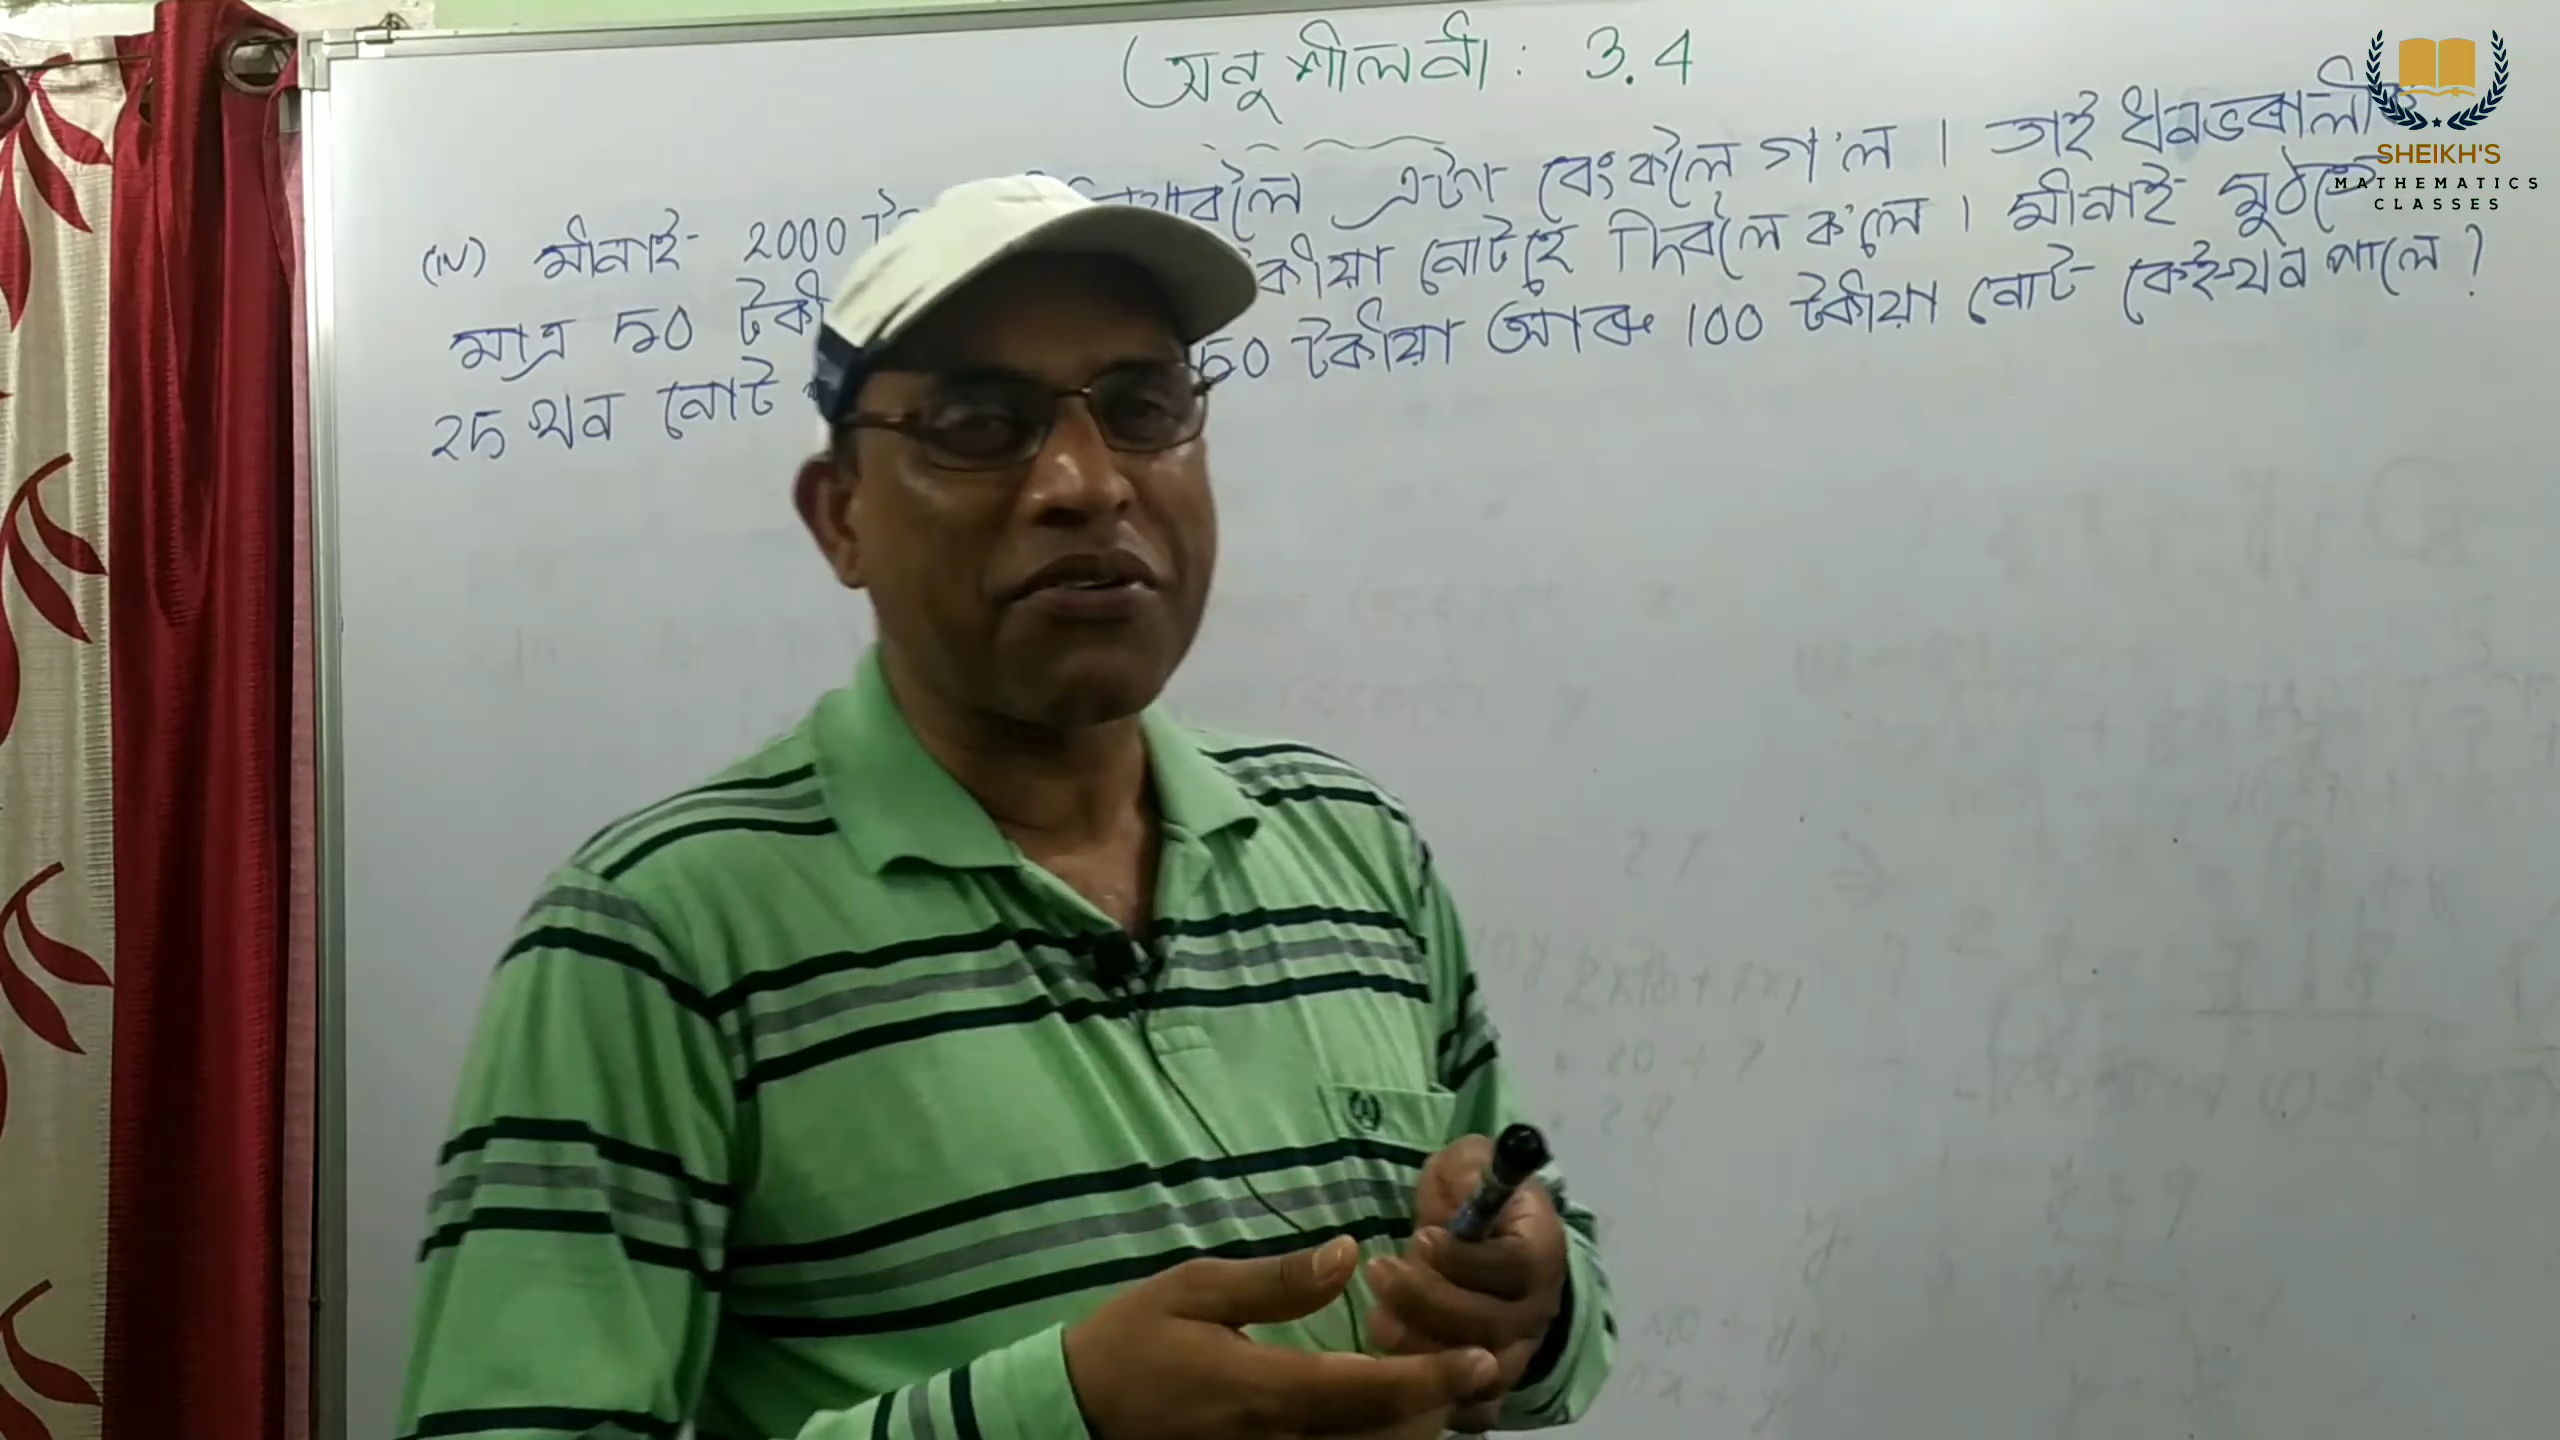 অনুশীলনী : 3.4
(iv) মীনাই 2000 এটা বেংকলৈ গ'ল । তাই ধনভৰালীক
মাত্ৰ 50 টকীয়া নোটহে দিবলৈ ক'লে । মীনাই মুঠতে
25 খন নোট 50 টকীয়া আৰু 100 টকীয়া নোট কেইখন পালে ?
SHEIKH'S
MATHEMATICS
CLASSES